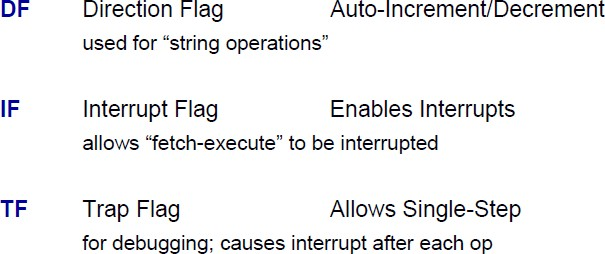 DF Direction Flag Auto-Increment/Decrement
used for “string operations”
IF Interrupt Flag Enables Interrupts
allows “fetch-execute” to be interrupted
TF Trap Flag Allows Single-Step
for debugging; causes interrupt after each op